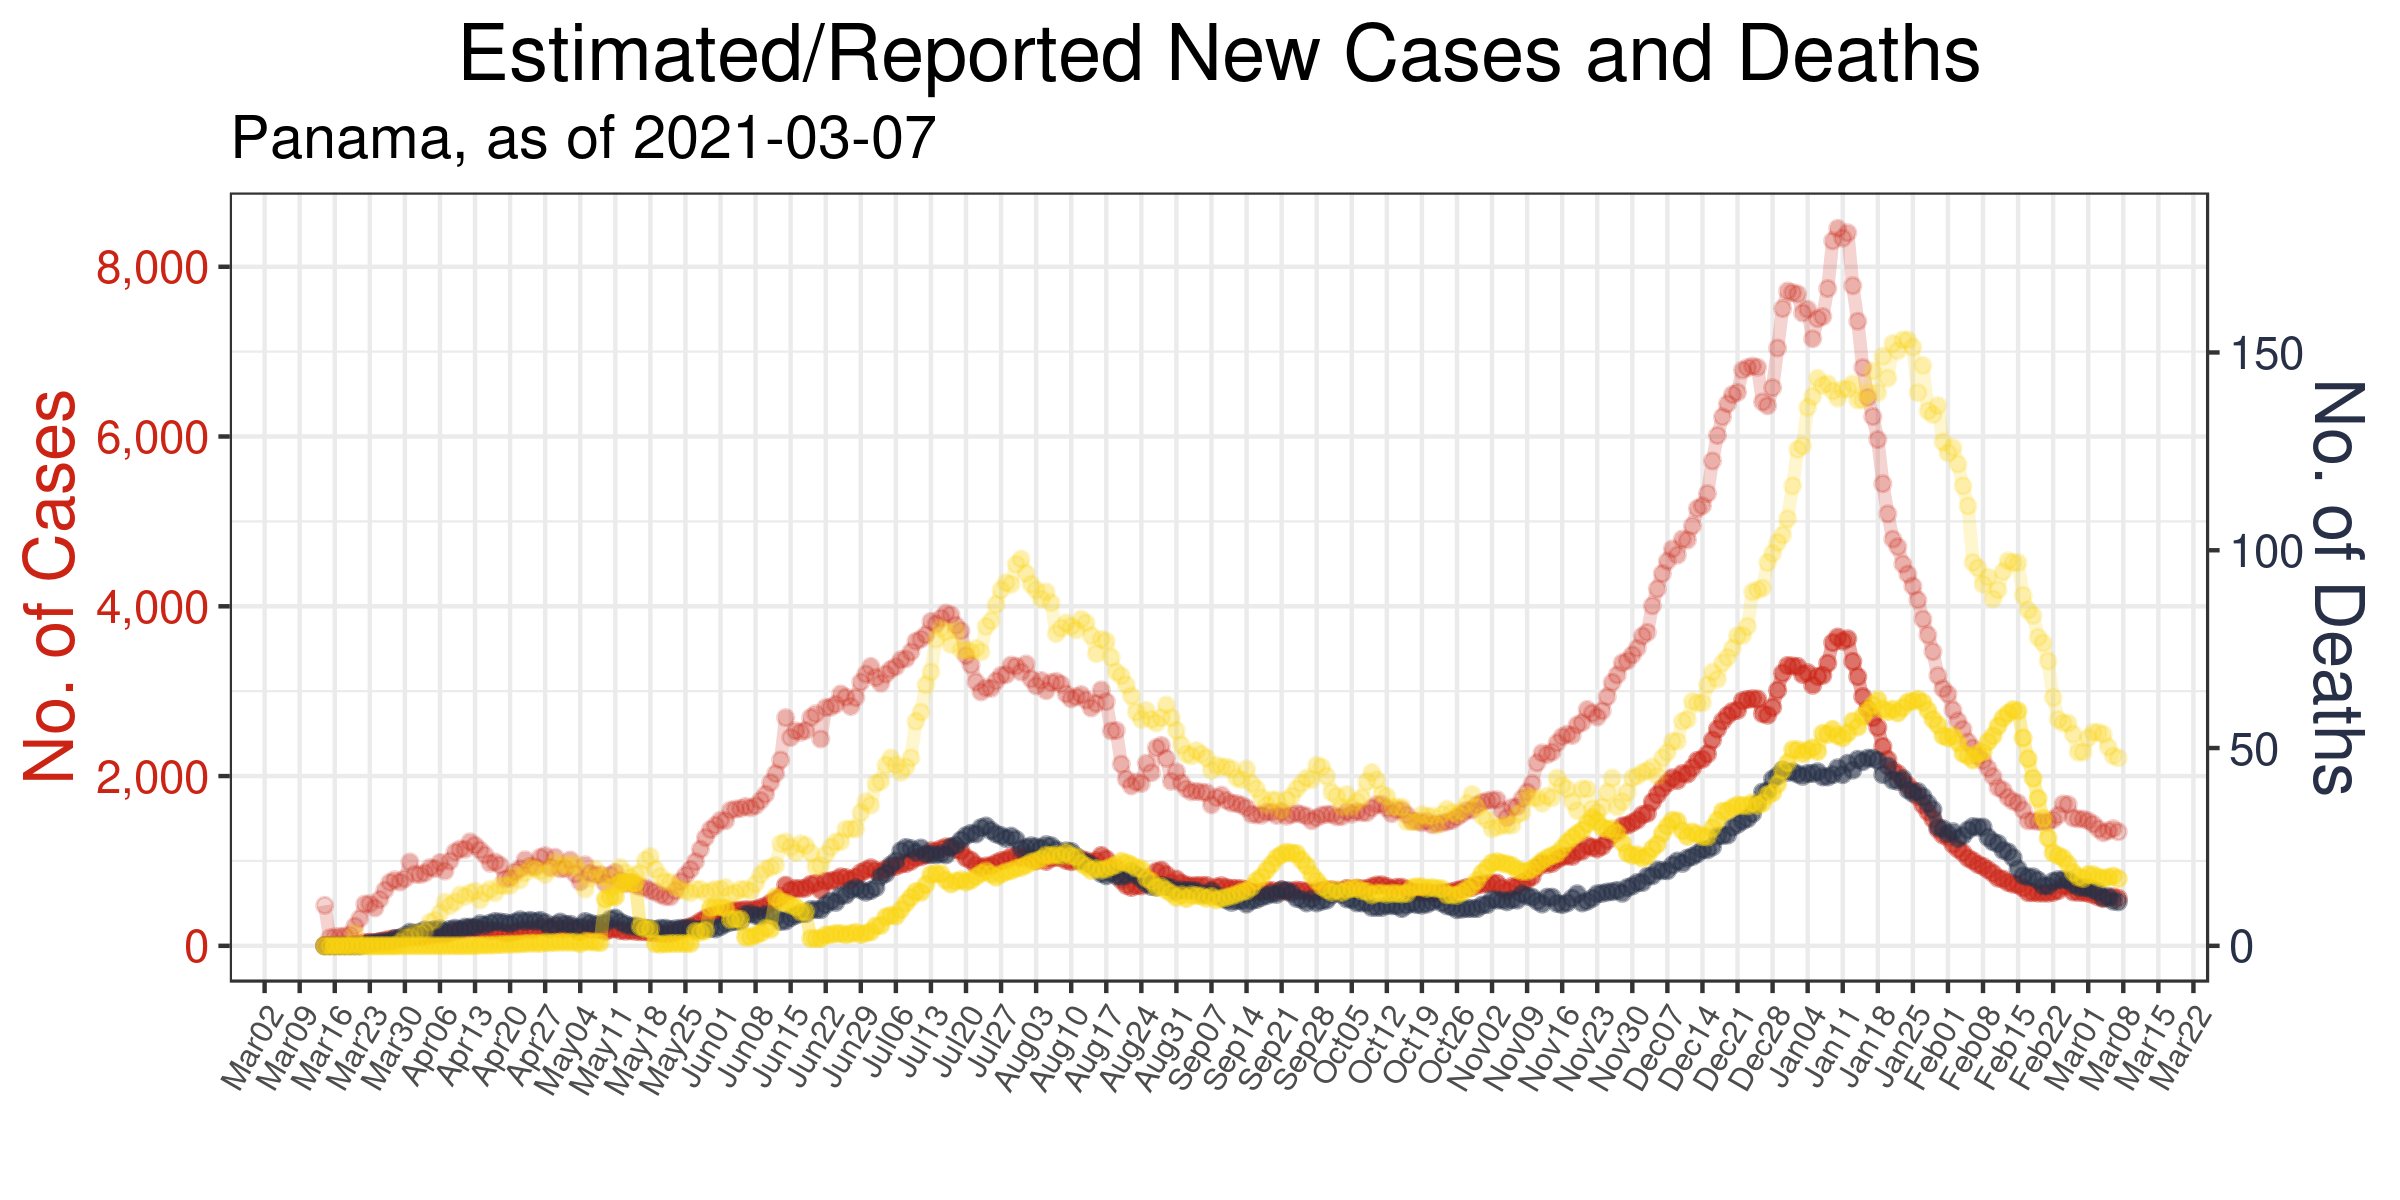 Estimated/Reported New Cases and Deaths
Panama, as of 2021-03-07
No. of Cases
8,000
6,000
4,000
2,000
0
No. of Deaths
150
100
50
0
Mar02
Mar09
Mar16
Mar23
Mar30
Apr06
Apr13
Apr20
Apr27
May04
May11
May18
May25
Jun01
Jun08
Jun15
Jun22
Jun29
Jul06
Jul13
Jul20
Jul27
Aug03
Aug10
Aug17
Aug24
Aug31
Sep07
Sep14
Sep21
Sep28
Oct05
Oct12
Oct19
Oct26
Nov02
Nov09
Nov16
Nov23
Nov30
Dec07
Dec14
Dec21
Dec28
Jan04
Jan11
Jan18
Jan25
Feb01
Feb08
Feb15
Feb22
Mar01
Mar08
Mar15
Mar22